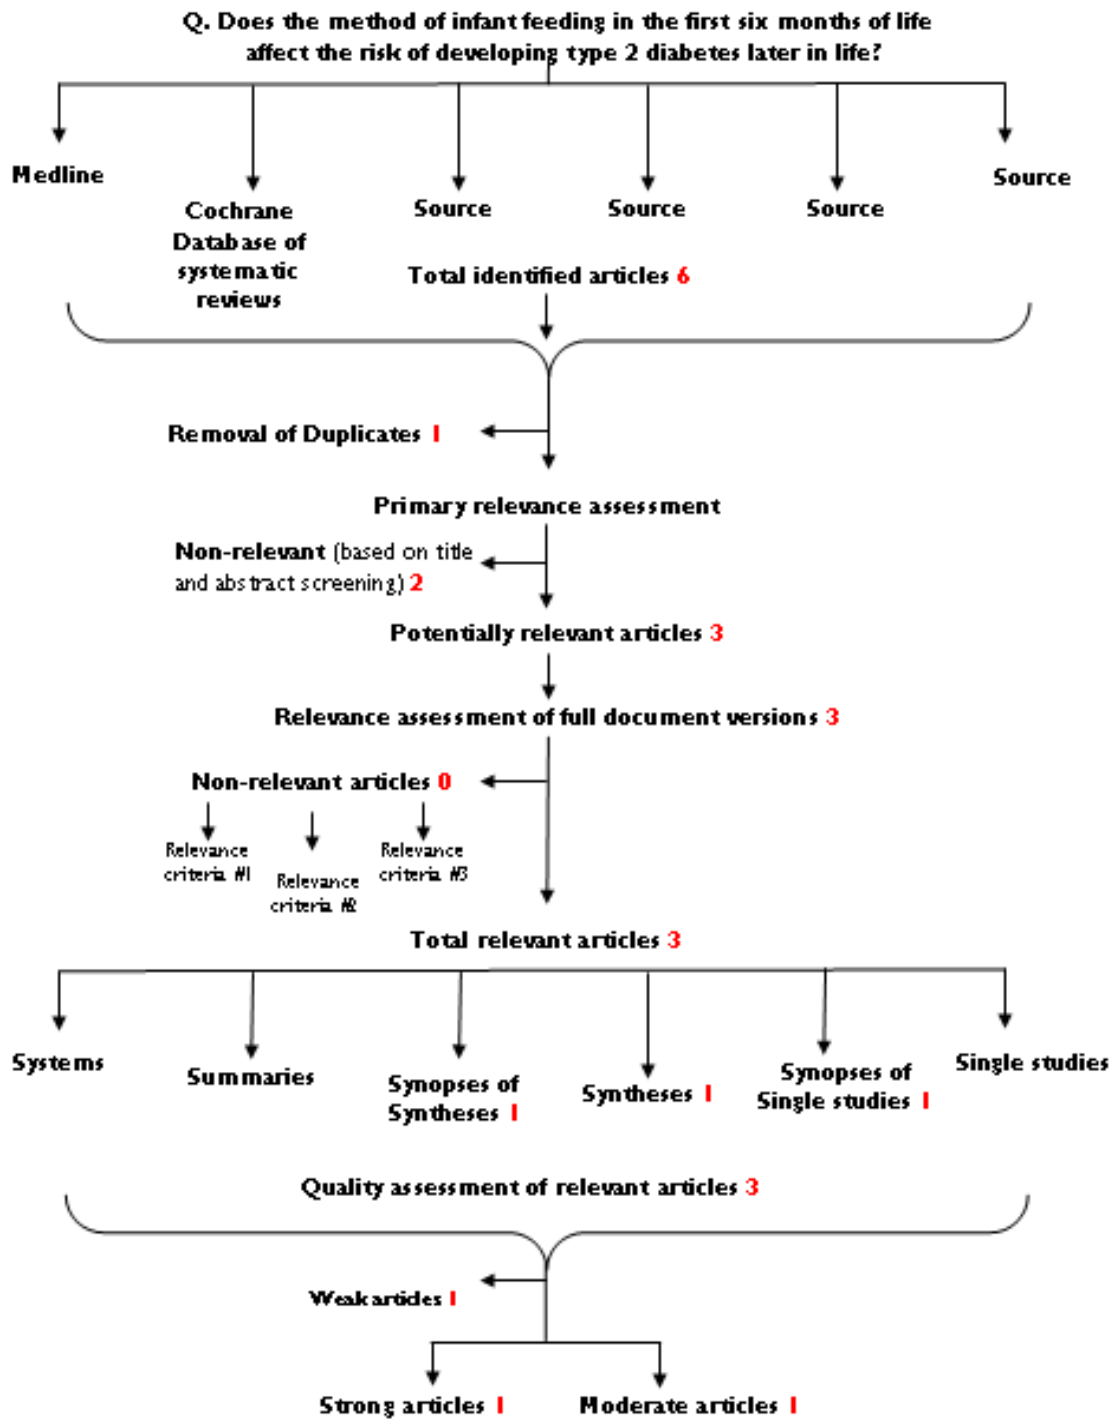 Q. Does the method of infant feeding in the first six months of life
affect the risk of developing type 2 diabetes later in life?
Medline
Cochrane
Database of
systematic
reviews
Source
Source
Source
Source
Total identified articles 6
Removal of Duplicates 1
Primary relevance assessment
Non-relevant (based on title
and abstract screening) 2
Potentially relevant articles 3
Relevance assessment of full document versions 3
Non-relevant articles 0
Relevance
criteria #1
Relevance
criteria #2
Relevance
criteria #3
Total relevant articles 3
Systems
Summaries
Synopses of
Syntheses 1
Syntheses 1
Synopses of
Single studies 1
Single studies
Quality assessment of relevant articles 3
Weak articles 1
Strong articles 1
Moderate articles 1